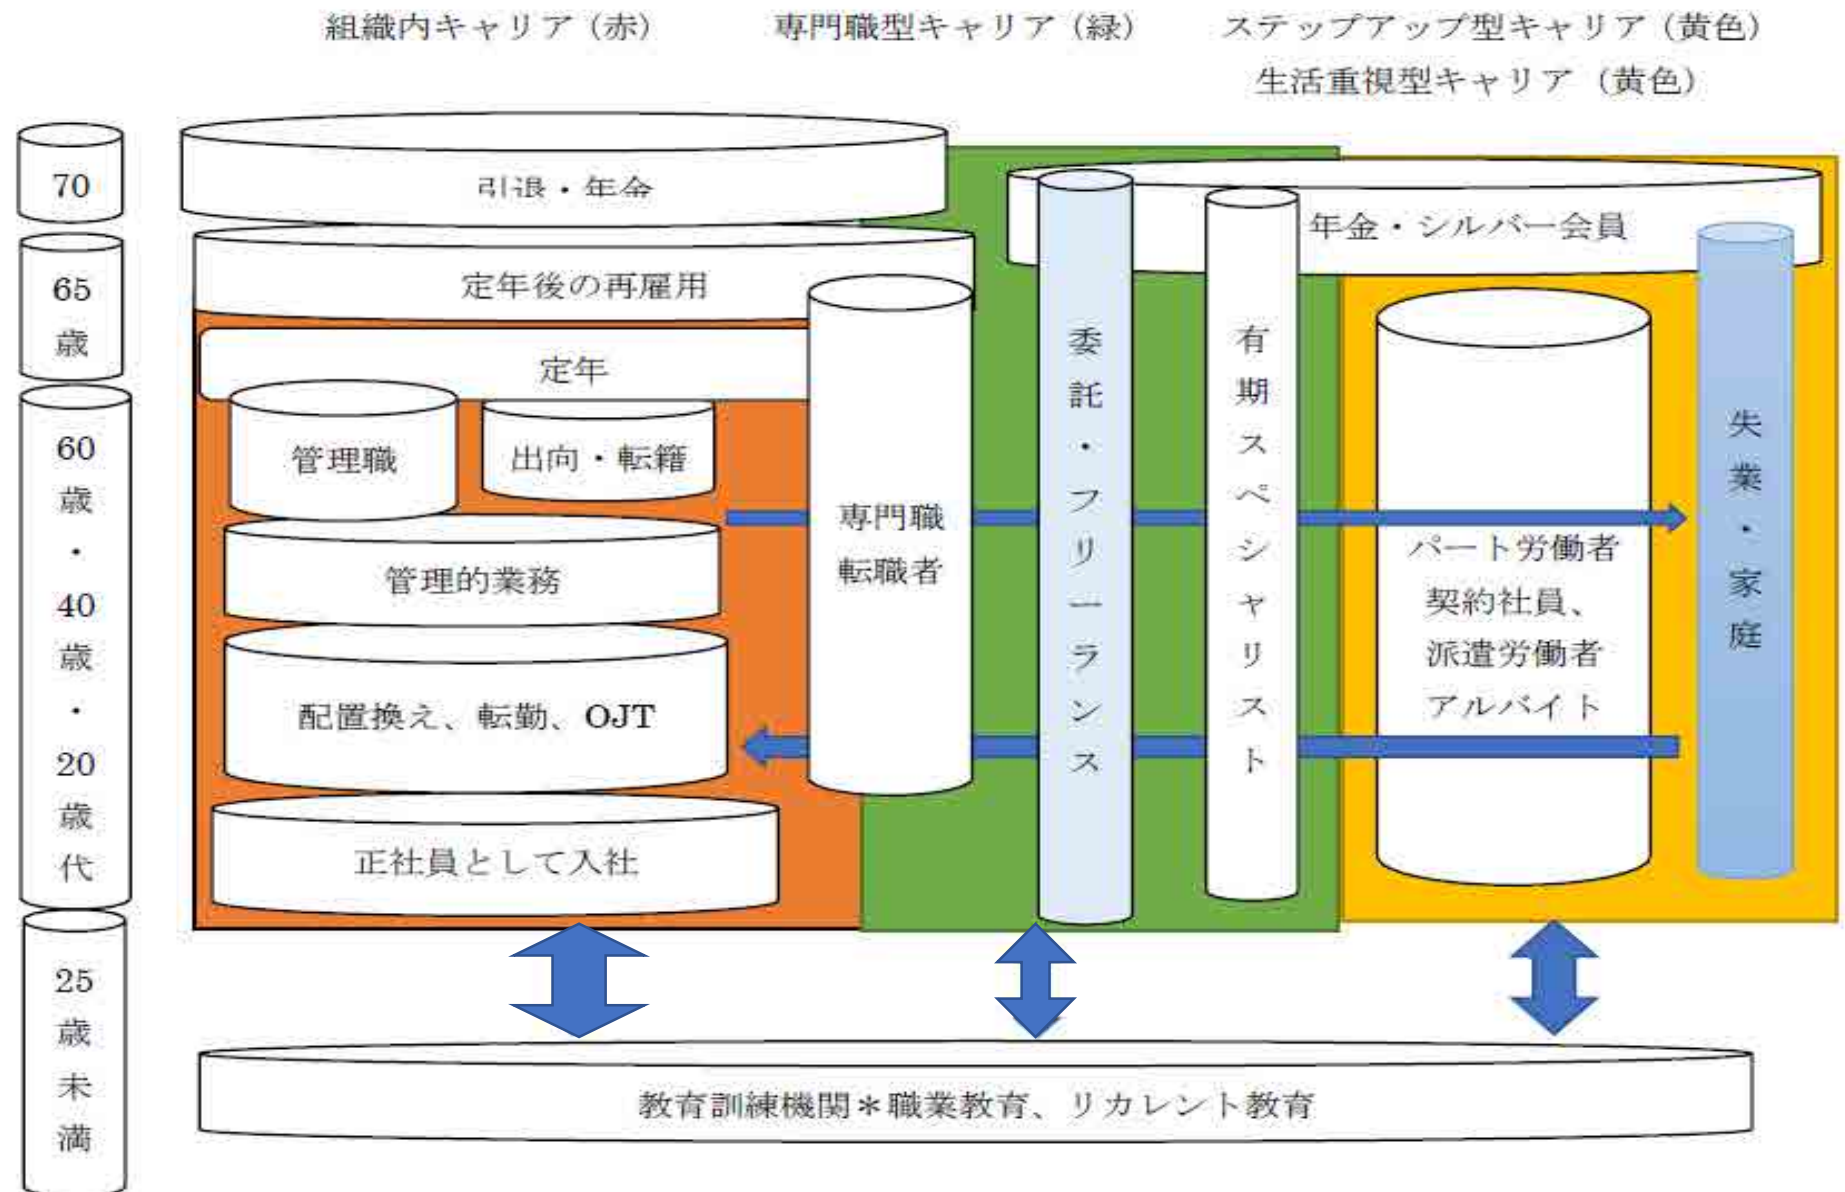 組織内キャリア（赤）
専門職型キャリア（緑）
ステップアップ型キャリア（黄色）
生活重視型キャリア（黄色）
70
65
歳
60
歳
・
40
歳
・
20
歳
代
25
歳
未
満
引退・年金
定年後の再雇用
定年
管理職
出向・転籍
管理的業務
配置換え、転勤、OJT
正社員として入社
専門職
転職者
委託・フリーランス
有期スペシャリスト
年金・シルバー会員
パート労働者
契約社員、
派遣労働者
アルバイト
失業・家庭
教育訓練機関＊職業教育、リカレント教育